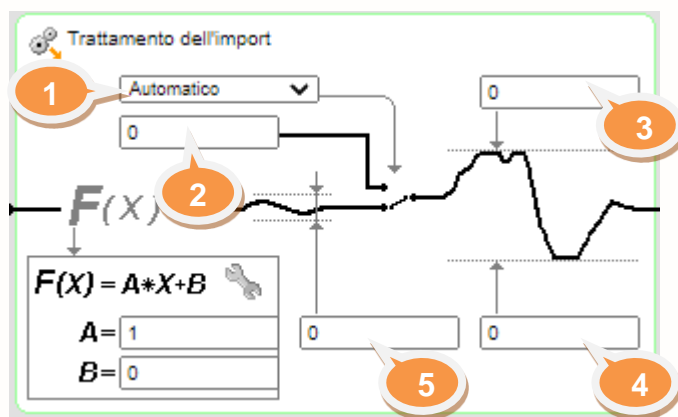 Trattamento dell'import
1
Automatico
0
3
0
2
F(X)
F(X) = A*X+B
A= 1
0
0
B= 0
5
4